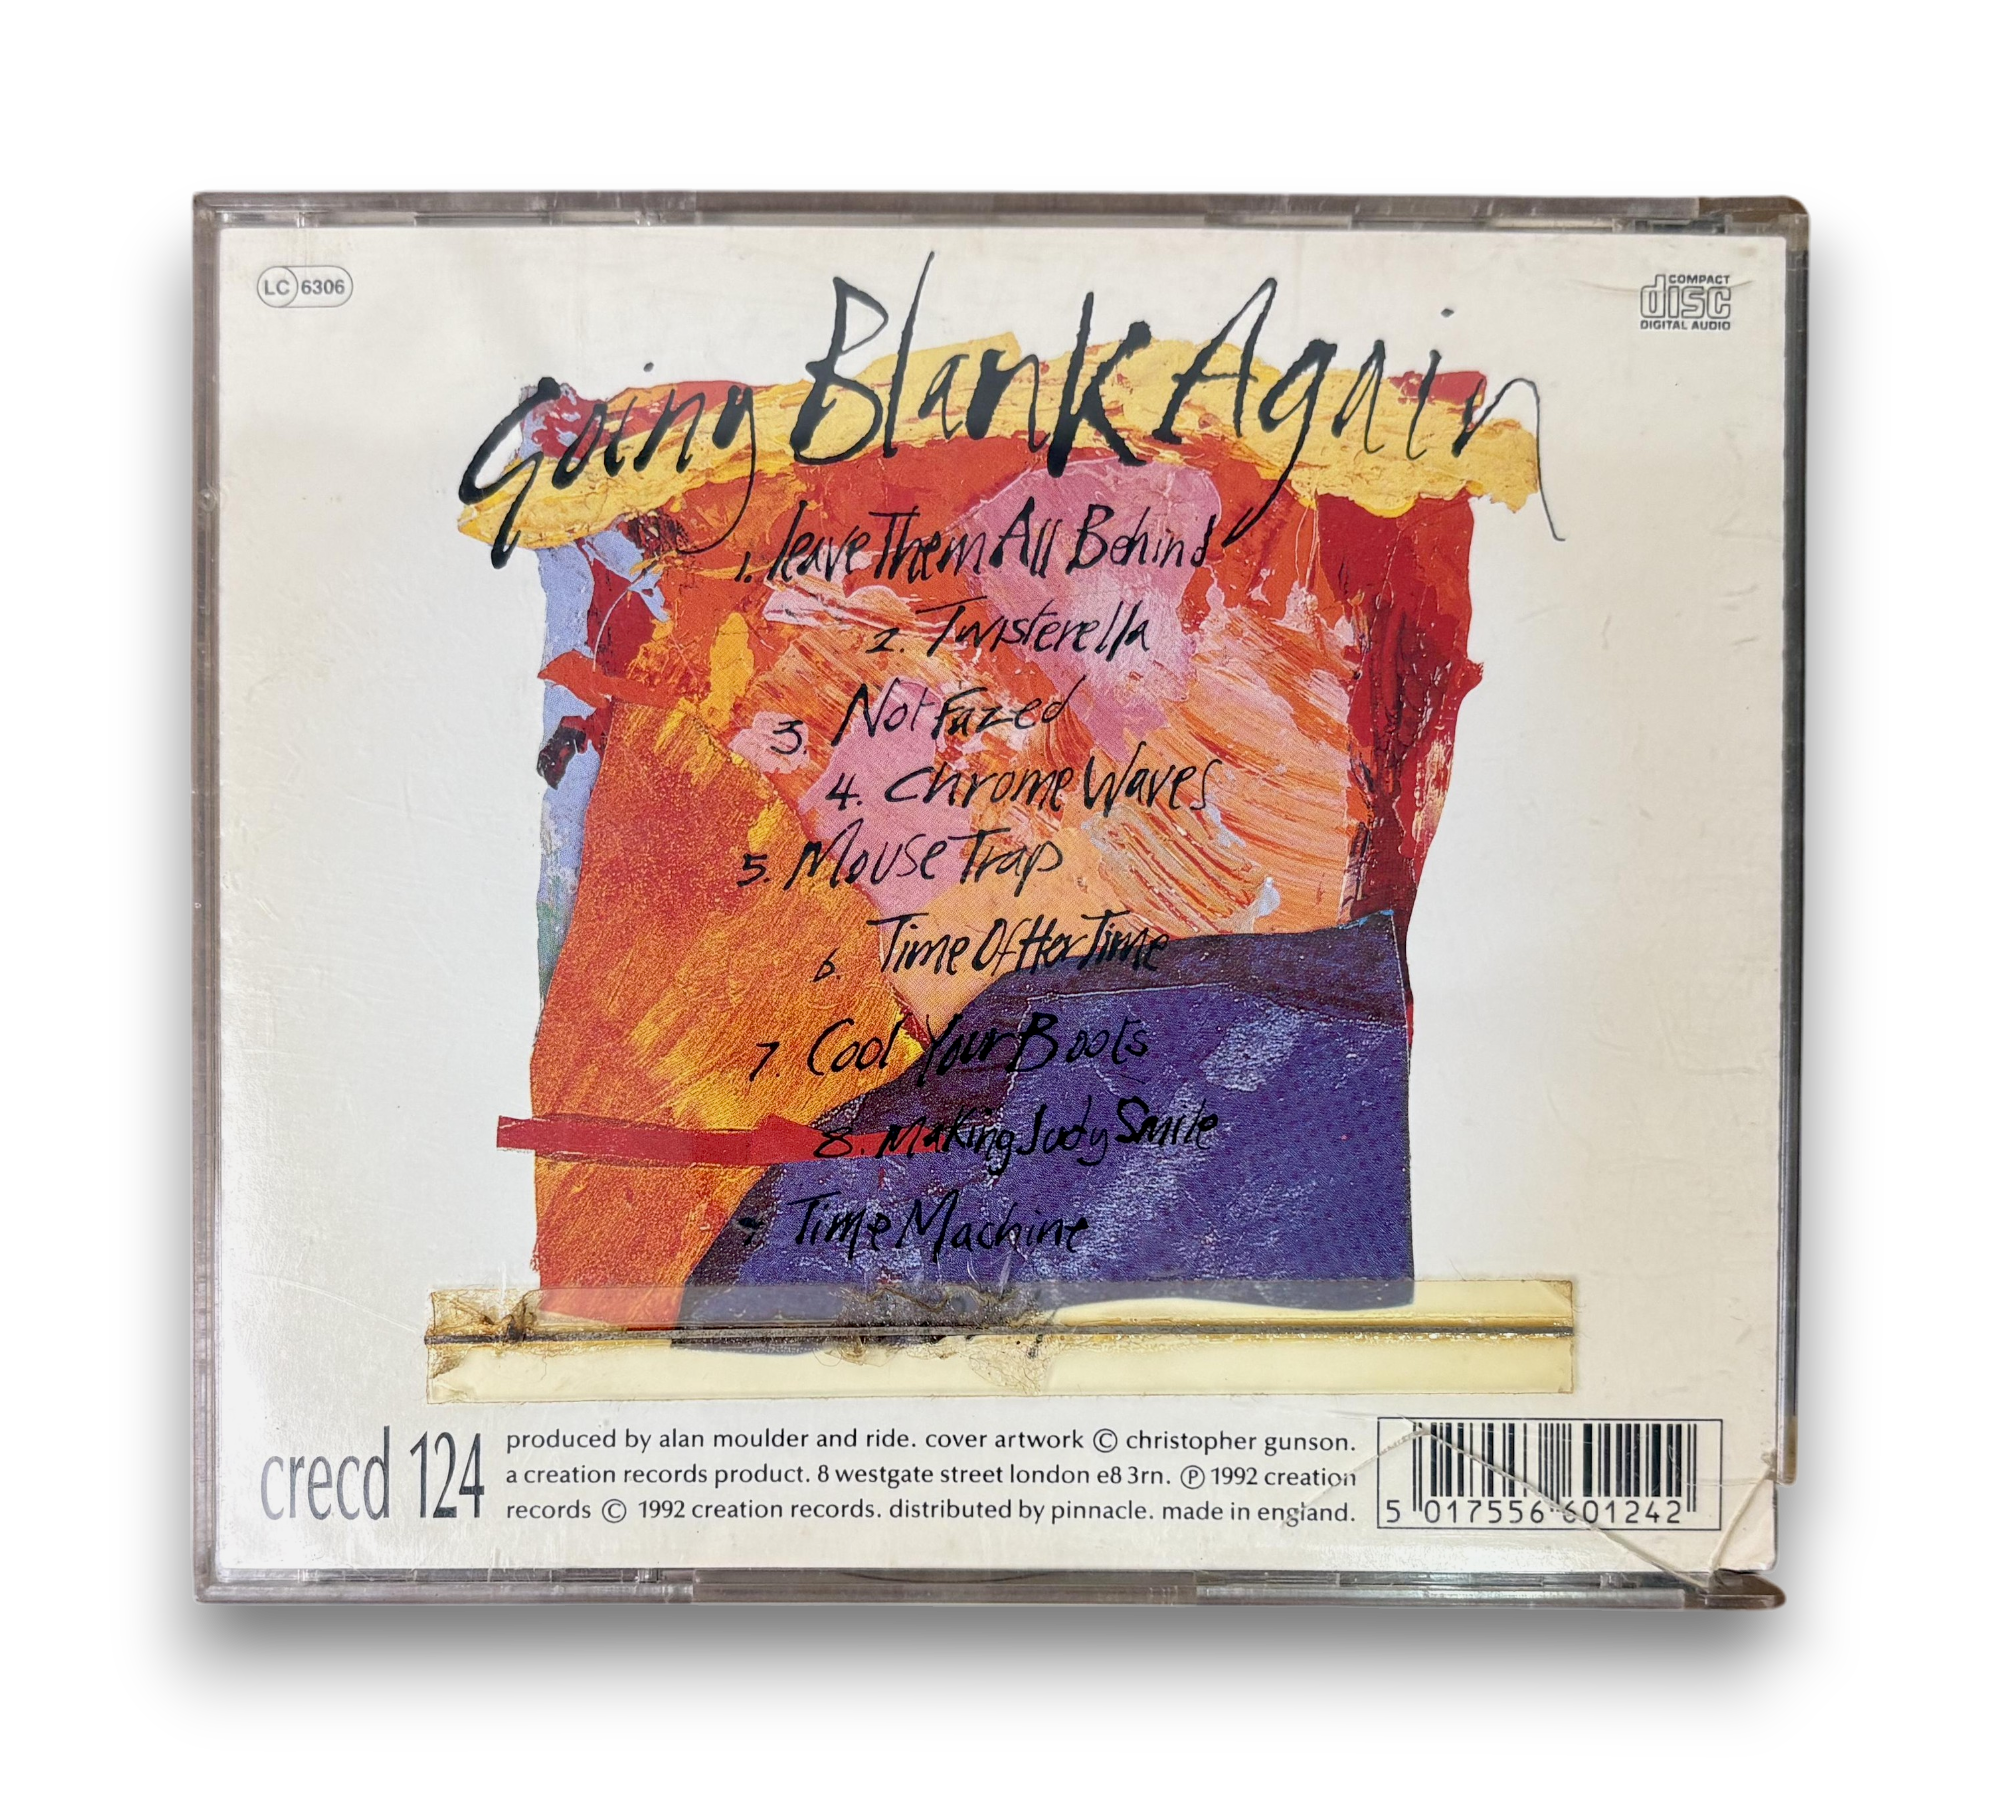 LC 6306
COMPACT
disc
DIGITAL AUDIO
Going Blank Again
1. Leave Them All Behind
2. Twisterella
3. Not Fazed
4. Chrome Waves
5. Mouse Trap
6. Time Of Her Time
7. Cool Your Boots
8. Making Judy Smile
Time Machine
crecd 124
produced by alan moulder and ride. cover artwork © christopher gunson.
a creation records product. 8 westgate street london e8 3rn. ℗ 1992 creation
records © 1992 creation records. distributed by pinnacle. made in england.
5 017556 601242